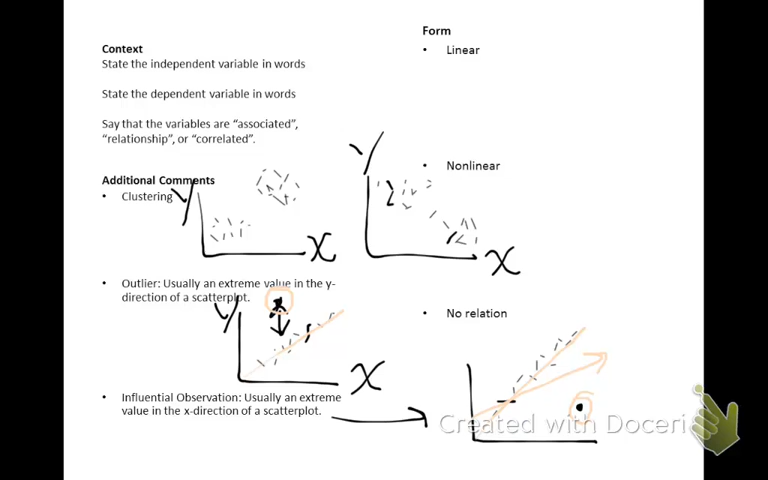 Context
State the independent variable in words
State the dependent variable in words
Say that the variables are “associated”,
“relationship”, or “correlated”.
Additional Comments
• Clustering
Y
X
Y
X
• Outlier: Usually an extreme value in the y-
direction of a scatterplot.
Y
X
• Influential Observation: Usually an extreme
value in the x-direction of a scatterplot.
Form
• Linear
• Nonlinear
• No relation
Created with Doceri